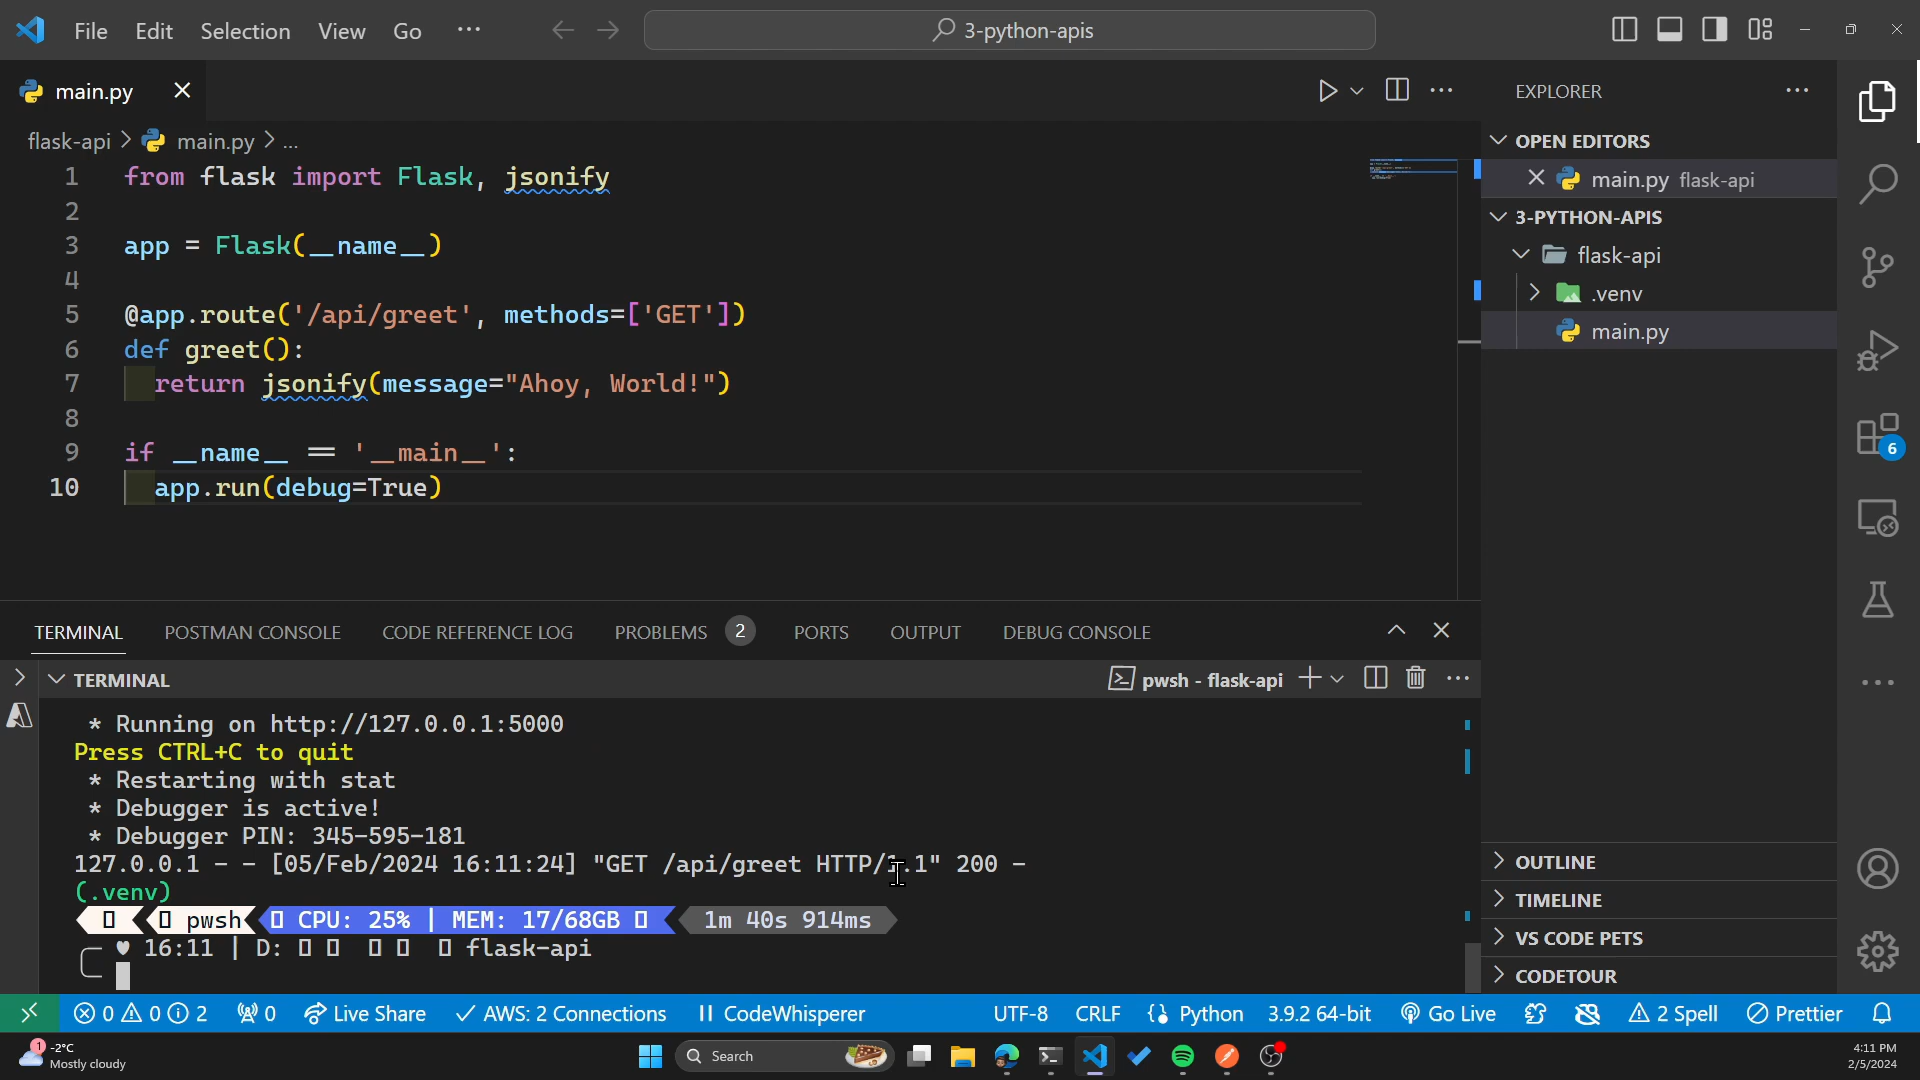 File Edit Selection View Go ··· 3-python-apis
main.py
flask-api > main.py > ...
1 from flask import Flask, jsonify
2
3 app = Flask(__name__)
4
5 @app.route('/api/greet', methods=['GET'])
6 def greet():
7 return jsonify(message="Ahoy, World!")
8
9 if __name__ == '__main__':
10 app.run(debug=True)
EXPLORER
OPEN EDITORS
main.py flask-api
3-PYTHON-APIS
flask-api
.venv
main.py
6
OUTLINE
TIMELINE
VS CODE PETS
CODETOUR
TERMINAL POSTMAN CONSOLE CODE REFERENCE LOG PROBLEMS 2 PORTS OUTPUT DEBUG CONSOLE
TERMINAL pwsh - flask-api
* Running on http://127.0.0.1:5000
Press CTRL+C to quit
* Restarting with stat
* Debugger is active!
* Debugger PIN: 345-595-181
127.0.0.1 - - [05/Feb/2024 16:11:24] "GET /api/greet HTTP/1.1" 200 -
(.venv)
pwsh CPU: 25% | MEM: 17/68GB 1m 40s 914ms
♥ 16:11 | D: flask-api
0 0 2 0 Live Share AWS: 2 Connections CodeWhisperer UTF-8 CRLF Python 3.9.2 64-bit Go Live 2 Spell Prettier
1 -2°C
Mostly cloudy
Search
4:11 PM
2/5/2024